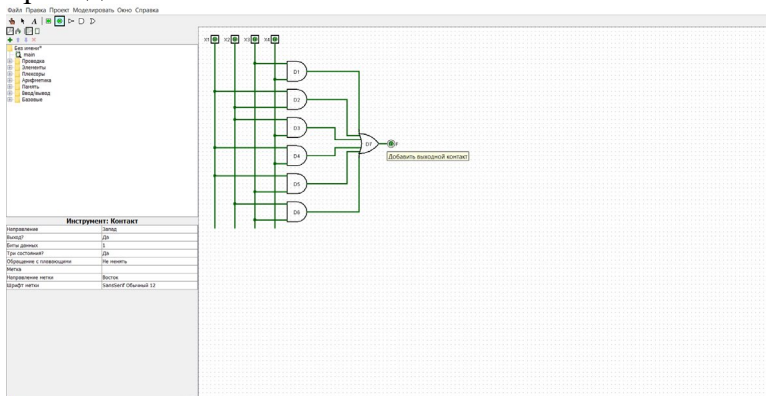 Файл Правка Проект Моделировать Окно Справка
A
Без имени*
main
Проводка
Элементы
Плексоры
Арифметика
Память
Ввод/вывод
Базовые
Инструмент: Контакт
Направление Запад
Выход? Да
Биты данных 1
Три состояния? Да
Обращение с плавающими Не менять
Метка
Направление метки Восток
Шрифт метки SansSerif Обычный 12
X1 X2 X3 X4
D1
D2
D3
D7 F
D4
Добавить выходной контакт
D5
D6